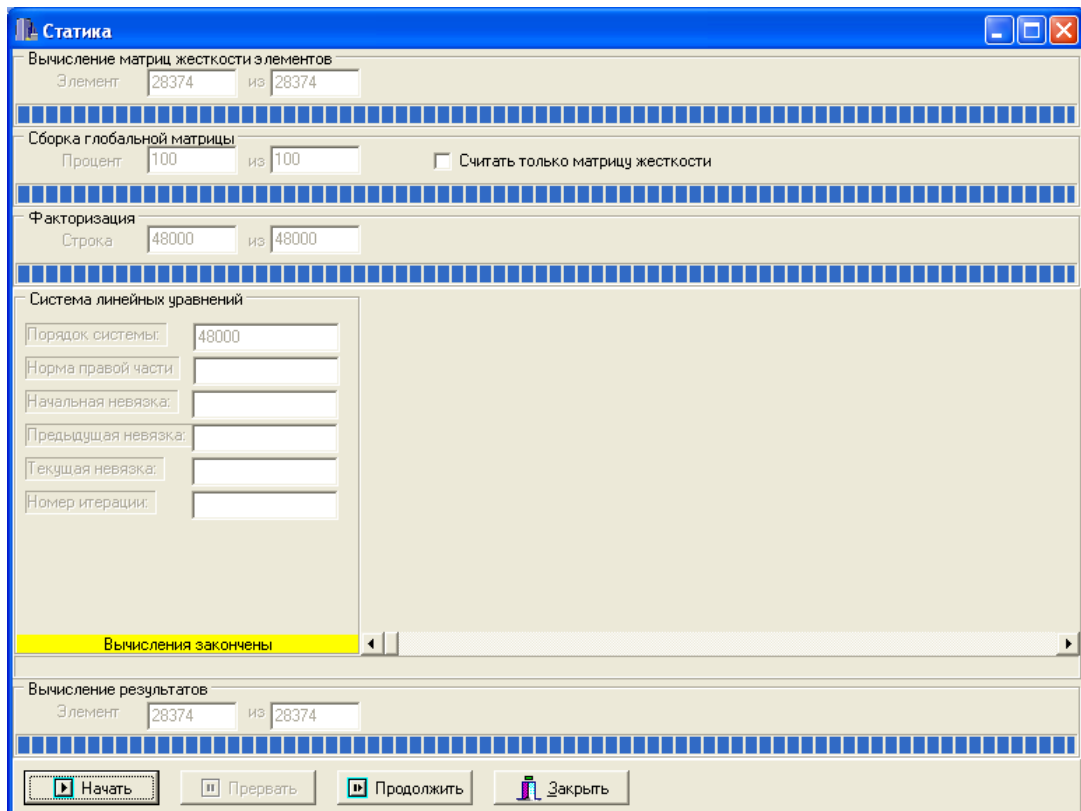 Статика
Вычисление матриц жесткости элементов
Элемент 28374 из 28374
Сборка глобальной матрицы
Процент 100 из 100 Считать только матрицу жесткости
Факторизация
Строка 48000 из 48000
Система линейных уравнений
Порядок системы: 48000
Норма правой части
Начальная невязка:
Предыдущая невязка:
Текущая невязка:
Номер итерации:
Вычисления закончены
Вычисление результатов
Элемент 28374 из 28374
Начать Прервать Продолжить Закрыть